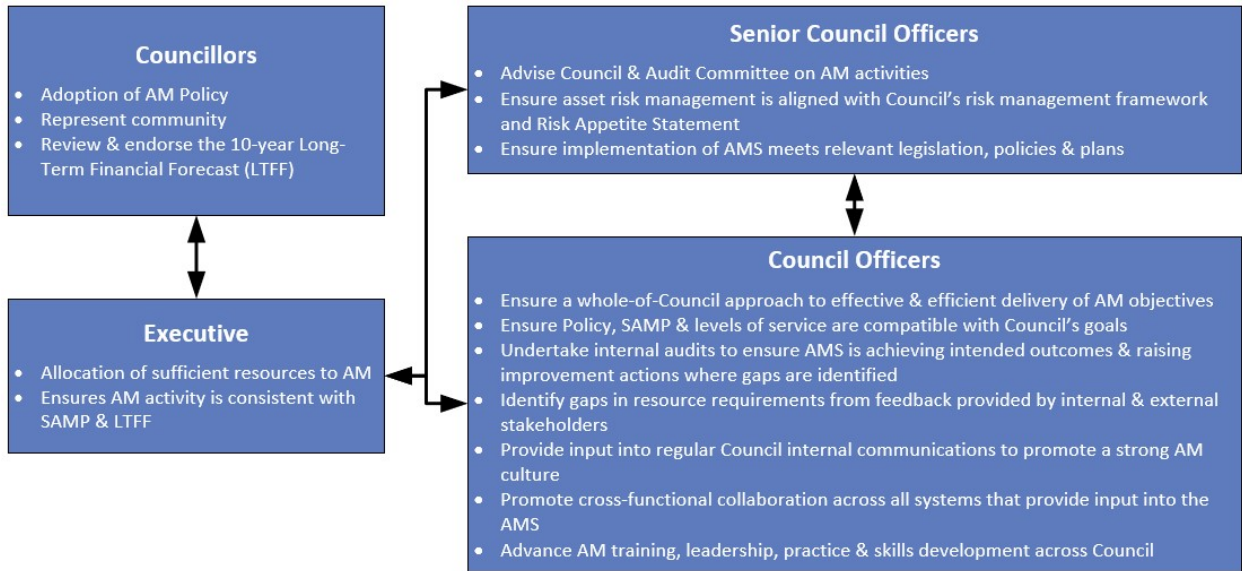 Councillors
• Adoption of AM Policy
• Represent community
• Review & endorse the 10-year Long-
Term Financial Forecast (LTFF)
Executive
• Allocation of sufficient resources to AM
• Ensures AM activity is consistent with
SAMP & LTFF
Senior Council Officers
• Advise Council & Audit Committee on AM activities
• Ensure asset risk management is aligned with Council's risk management framework
and Risk Appetite Statement
• Ensure implementation of AMS meets relevant legislation, policies & plans
Council Officers
• Ensure a whole-of-Council approach to effective & efficient delivery of AM objectives
• Ensure Policy, SAMP & levels of service are compatible with Council's goals
• Undertake internal audits to ensure AMS is achieving intended outcomes & raising
improvement actions where gaps are identified
• Identify gaps in resource requirements from feedback provided by internal & external
stakeholders
• Provide input into regular Council internal communications to promote a strong AM
culture
• Promote cross-functional collaboration across all systems that provide input into the
AMS
• Advance AM training, leadership, practice & skills development across Council